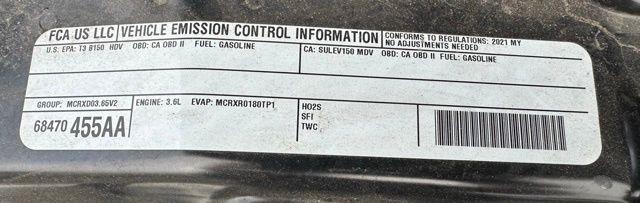 FCA US LLC VEHICLE EMISSION CONTROL INFORMATION CONFORMS TO REGULATIONS: 2021 MY
NO ADJUSTMENTS NEEDED
U.S. EPA: T3 B150 HDV OBD: CA OBD II FUEL: GASOLINE CA: SULEV150 MDV OBD: CA OBD II FUEL: GASOLINE
GROUP: MCRXD03.65V2 ENGINE: 3.6L EVAP: MCRXR0180TP1 HO2S
SFI
TWC
68470 455AA